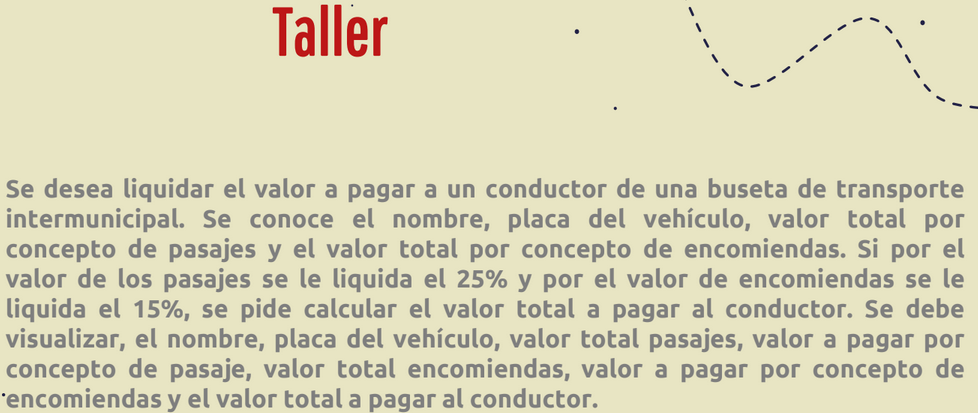 Taller
Se desea liquidar el valor a pagar a un conductor de una buseta de transporte
intermunicipal. Se conoce el nombre, placa del vehículo, valor total por
concepto de pasajes y el valor total por concepto de encomiendas. Si por el
valor de los pasajes se le liquida el 25% y por el valor de encomiendas se le
liquida el 15%, se pide calcular el valor total a pagar al conductor. Se debe
visualizar, el nombre, placa del vehículo, valor total pasajes, valor a pagar por
concepto de pasaje, valor total encomiendas, valor a pagar por concepto de
encomiendas y el valor total a pagar al conductor.